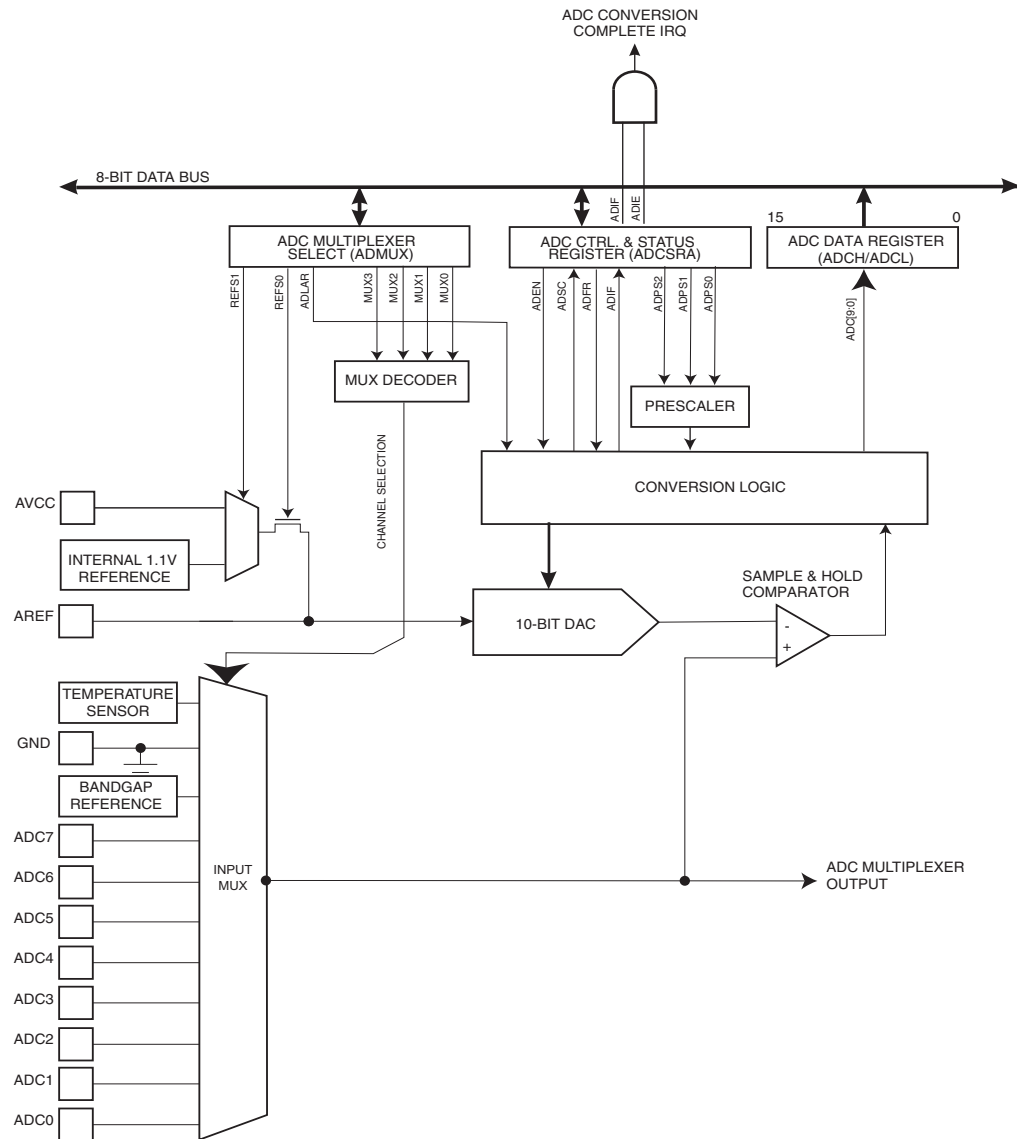 ADC CONVERSION
COMPLETE IRQ
8-BIT DATA BUS
ADIF
ADIE
15
0
ADC MULTIPLEXER
SELECT (ADMUX)
ADC CTRL. & STATUS
REGISTER (ADCSRA)
ADC DATA REGISTER
(ADCH/ADCL)
REFS1
REFS0
ADLAR
MUX3
MUX2
MUX1
MUX0
ADEN
ADSC
ADFR
ADIF
ADPS2
ADPS1
ADPS0
ADC[9:0]
MUX DECODER
PRESCALER
CHANNEL SELECTION
CONVERSION LOGIC
AVCC
INTERNAL 1.1V
REFERENCE
SAMPLE & HOLD
COMPARATOR
AREF
10-BIT DAC
-
+
TEMPERATURE
SENSOR
GND
BANDGAP
REFERENCE
ADC7
ADC6
ADC5
ADC4
ADC3
ADC2
ADC1
ADC0
INPUT
MUX
ADC MULTIPLEXER
OUTPUT